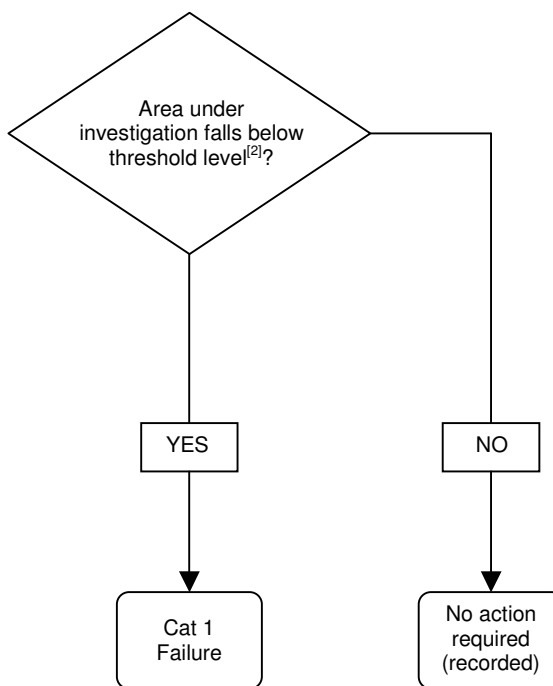 Area under
investigation falls below
threshold level[2]?
YES
NO
Cat 1
Failure
No action
required
(recorded)